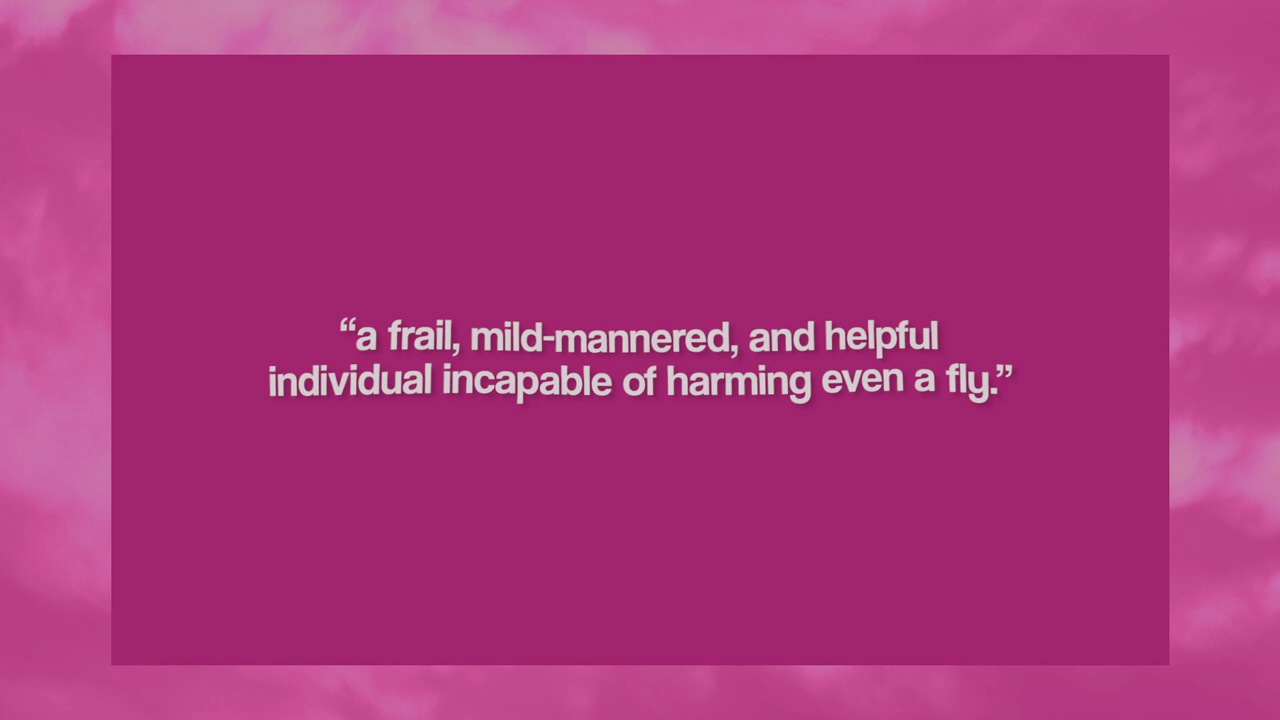 “a frail, mild-mannered, and helpful
individual incapable of harming even a fly.”